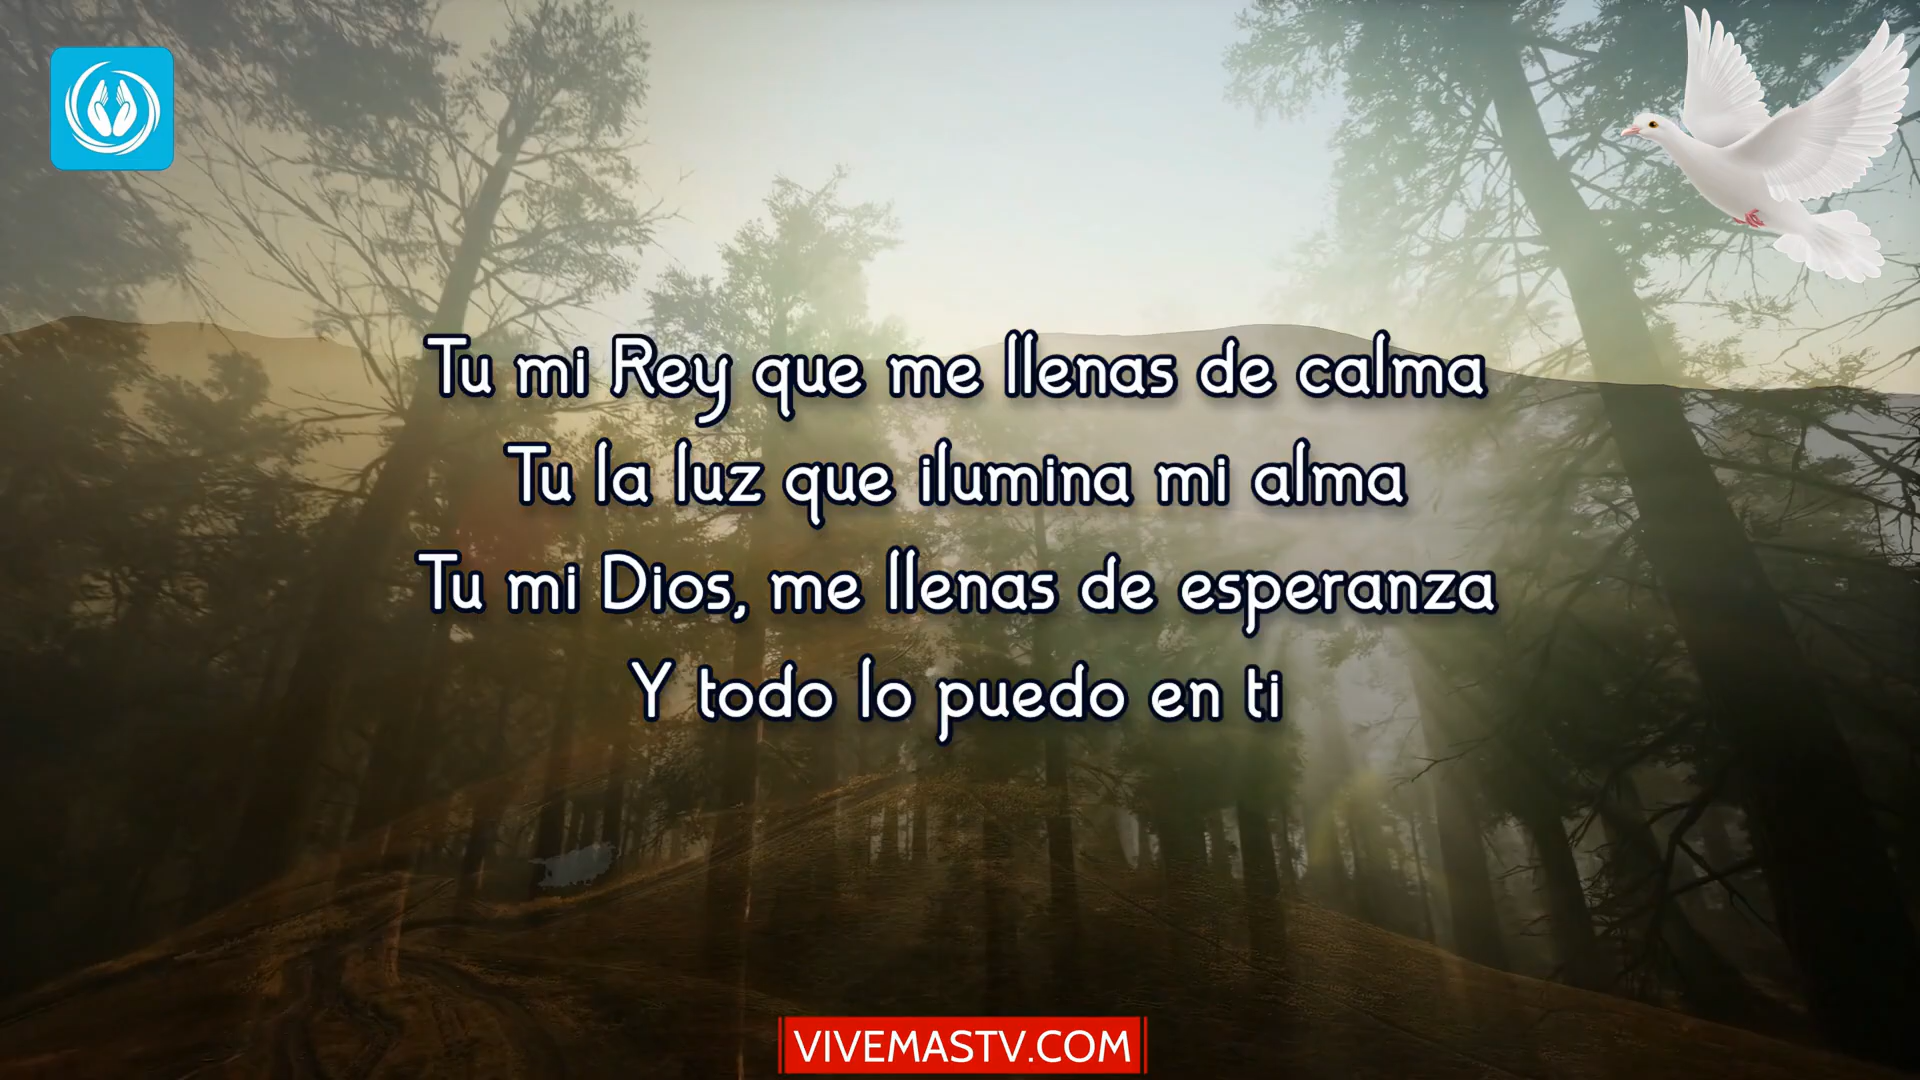 Tu mi Rey que me llenas de calma
Tu la luz que ilumina mi alma
Tu mi Dios, me llenas de esperanza
Y todo lo puedo en ti
VIVEMASTV.COM